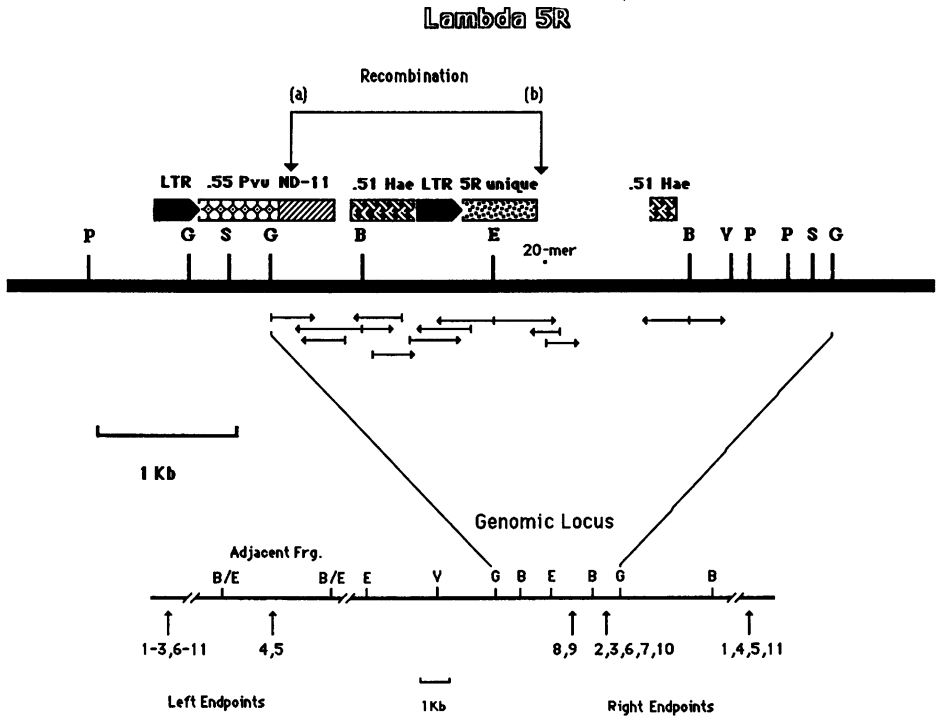 Lambda 5R
Recombination
(a) (b)
LTR .55 Pvu ND-11 .51 Hae LTR 5R unique .51 Hae
P G S G B E 20-mer B V P P S G
1 Kb
Genomic Locus
Adjacent Frg.
B/E B/E E V G B E B G B
1-3,6-11 4,5 8,9 2,3,6,7,10 1,4,5,11
Left Endpoints 1Kb Right Endpoints